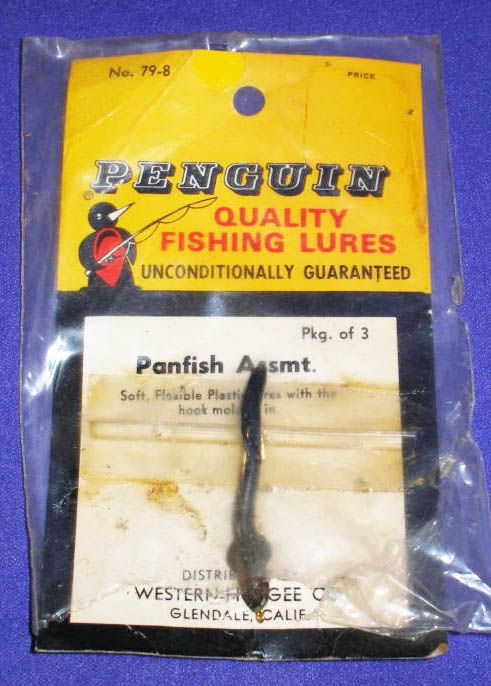 No. 79-8
PRICE
® PENGUIN
QUALITY
FISHING LURES
UNCONDITIONALLY GUARANTEED
Pkg. of 3
Panfish Assmt.
Soft, Flexible with the
hook in
WESTERN
GLENDALE, CALIF.